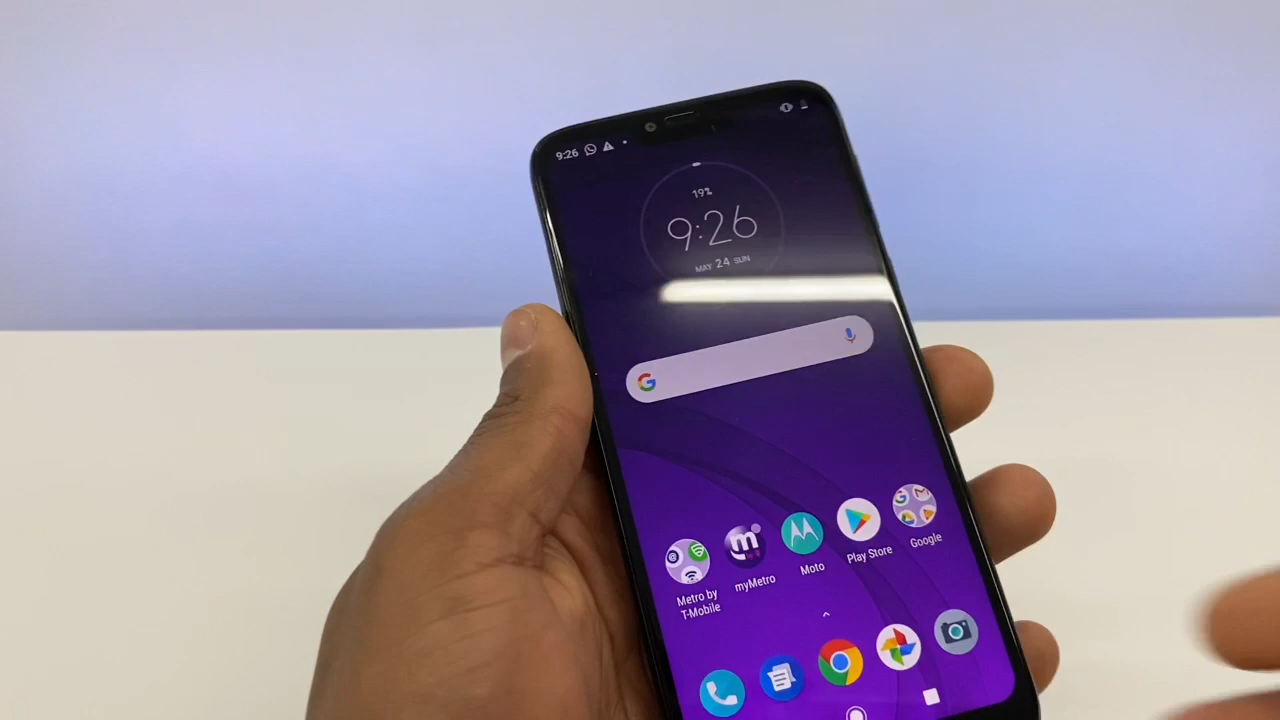 9:26
19%
9:26
MAY 24 SUN
G
Metro by
T-Mobile
m
myMetro
Moto
Play Store
Google